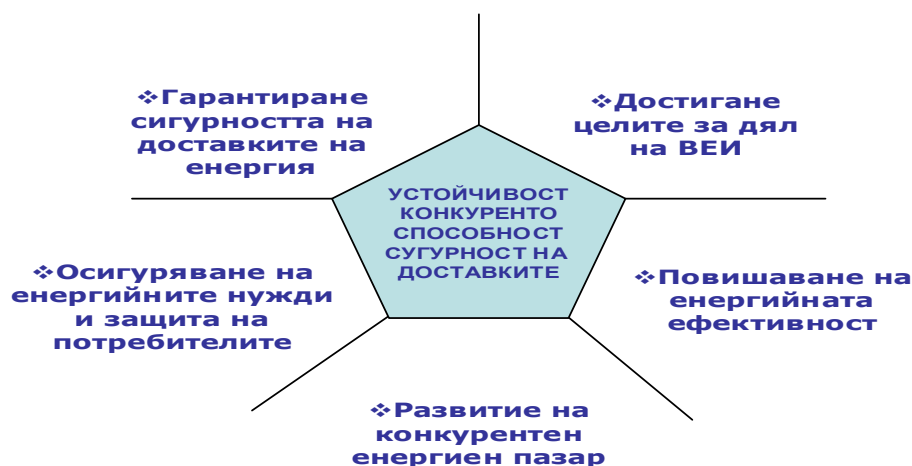 ❖Гарантиране
сигурността на
доставките на
енергия
❖Достигане
целите за дял
на ВЕИ
УСТОЙЧИВОСТ
КОНКУРЕНТО
СПОСОБНОСТ
СУГУРНОСТ НА
ДОСТАВКИТЕ
❖Осигуряване на
енергийните нужди
и защита на
потребителите
❖Повишаване на
енергийната
ефективност
❖Развитие на
конкурентен
енергиен пазар